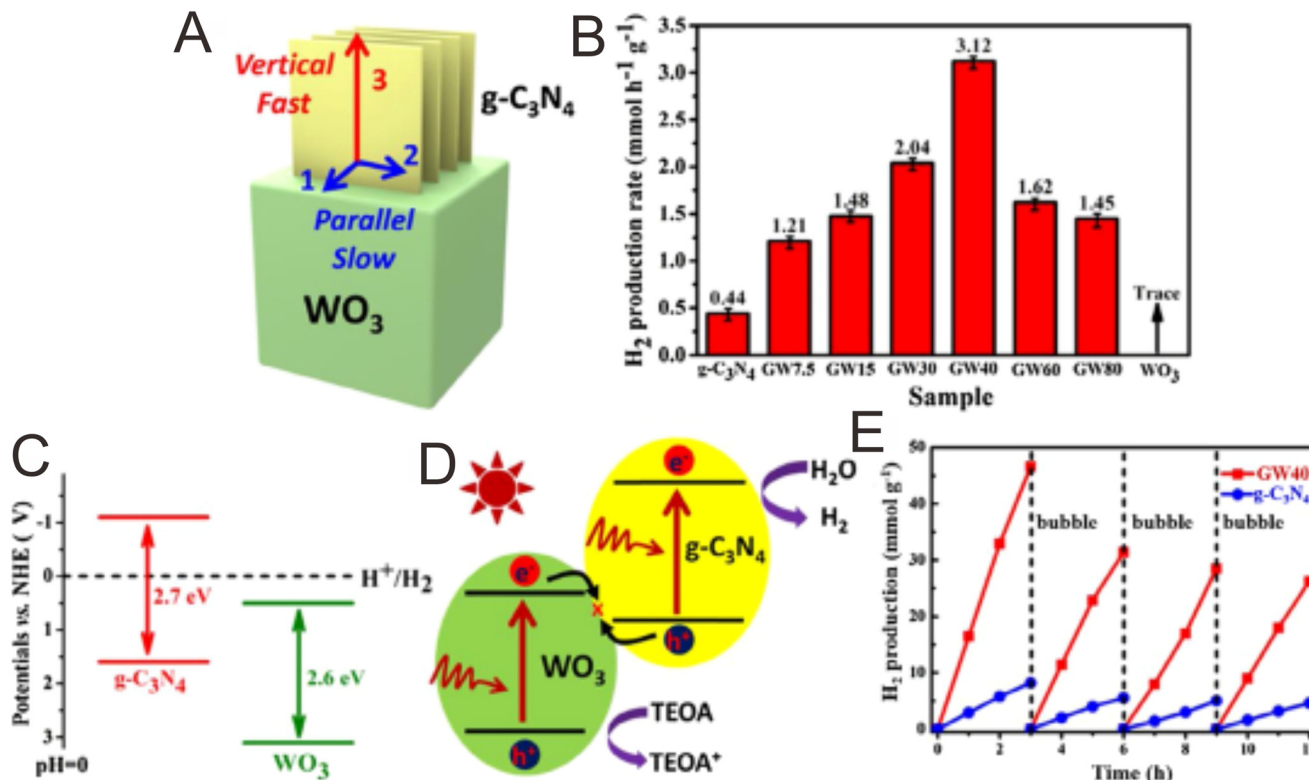 A
Vertical
Fast
3
g-C₃N₄
1
2
Parallel
Slow
WO₃
B
H₂ production rate (mmol h⁻¹ g⁻¹)
3.5
3.0
2.5
2.0
1.5
1.0
0.5
0.0
0.44
1.21
1.48
2.04
3.12
1.62
1.45
Trace
g-C₃N₄ GW7.5 GW15 GW30 GW40 GW60 GW80 WO₃
Sample
C
Potentials vs. NHE ( V)
-1
0
1
2
3
pH=0
H⁺/H₂
2.7 eV
g-C₃N₄
2.6 eV
WO₃
D
e⁻
H₂O
H₂
g-C₃N₄
h⁺
e⁻
x
WO₃
h⁺
TEOA
TEOA⁺
E
H₂ production (mmol g⁻¹)
50
40
30
20
10
0
GW40
g-C₃N₄
bubble bubble bubble
0 2 4 6 8 10
Time (h)